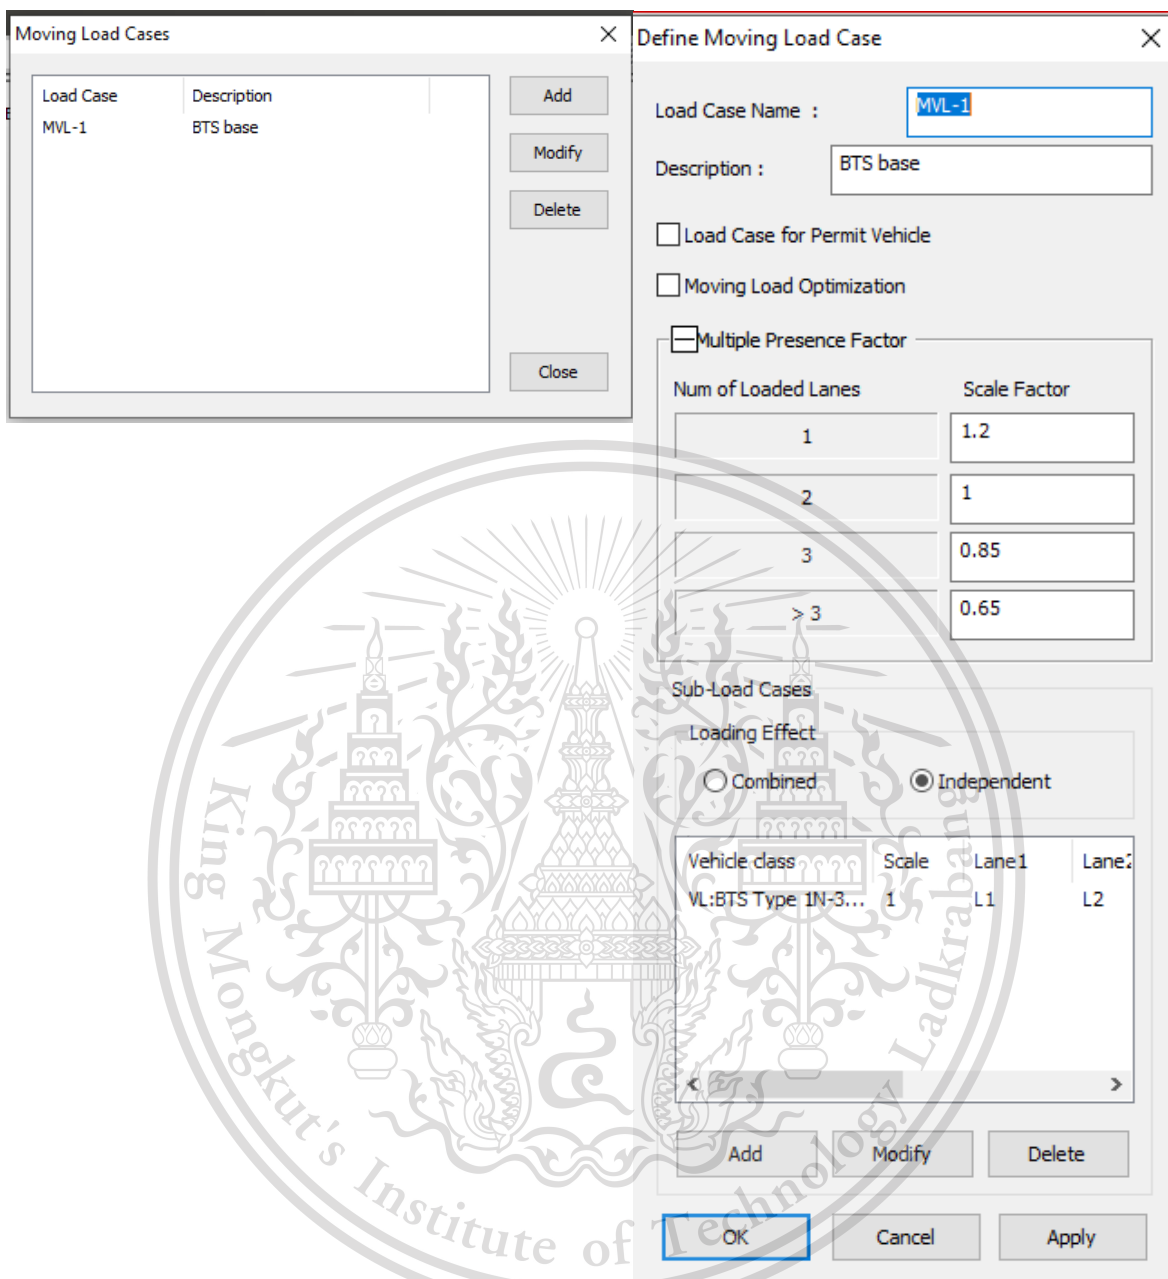 Moving Load Cases
Load Case Description
MVL-1 BTS base
Add
Modify
Delete
Close
Define Moving Load Case
Load Case Name : MVL-1
Description : BTS base
Load Case for Permit Vehicle
Moving Load Optimization
Multiple Presence Factor
Num of Loaded Lanes Scale Factor
1 1.2
2 1
3 0.85
> 3 0.65
Sub-Load Cases
Loading Effect
Combined Independent
Vehicle class Scale Lane1 Lane2
VL:BTS Type 1N-3... 1 L1 L2
Add Modify Delete
OK Cancel Apply
King Mongkut's Institute of Technology Ladkrabang